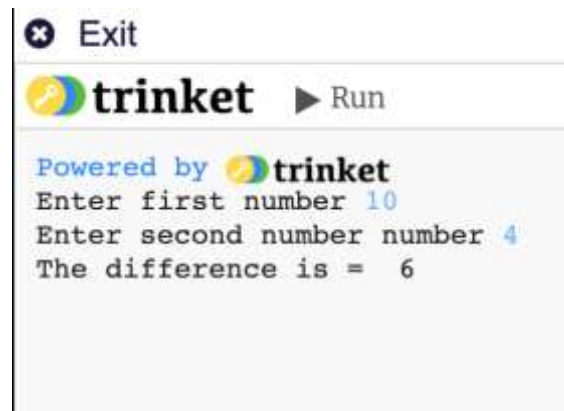 Exit
trinket Run
Powered by trinket
Enter first number 10
Enter second number number 4
The difference is =  6